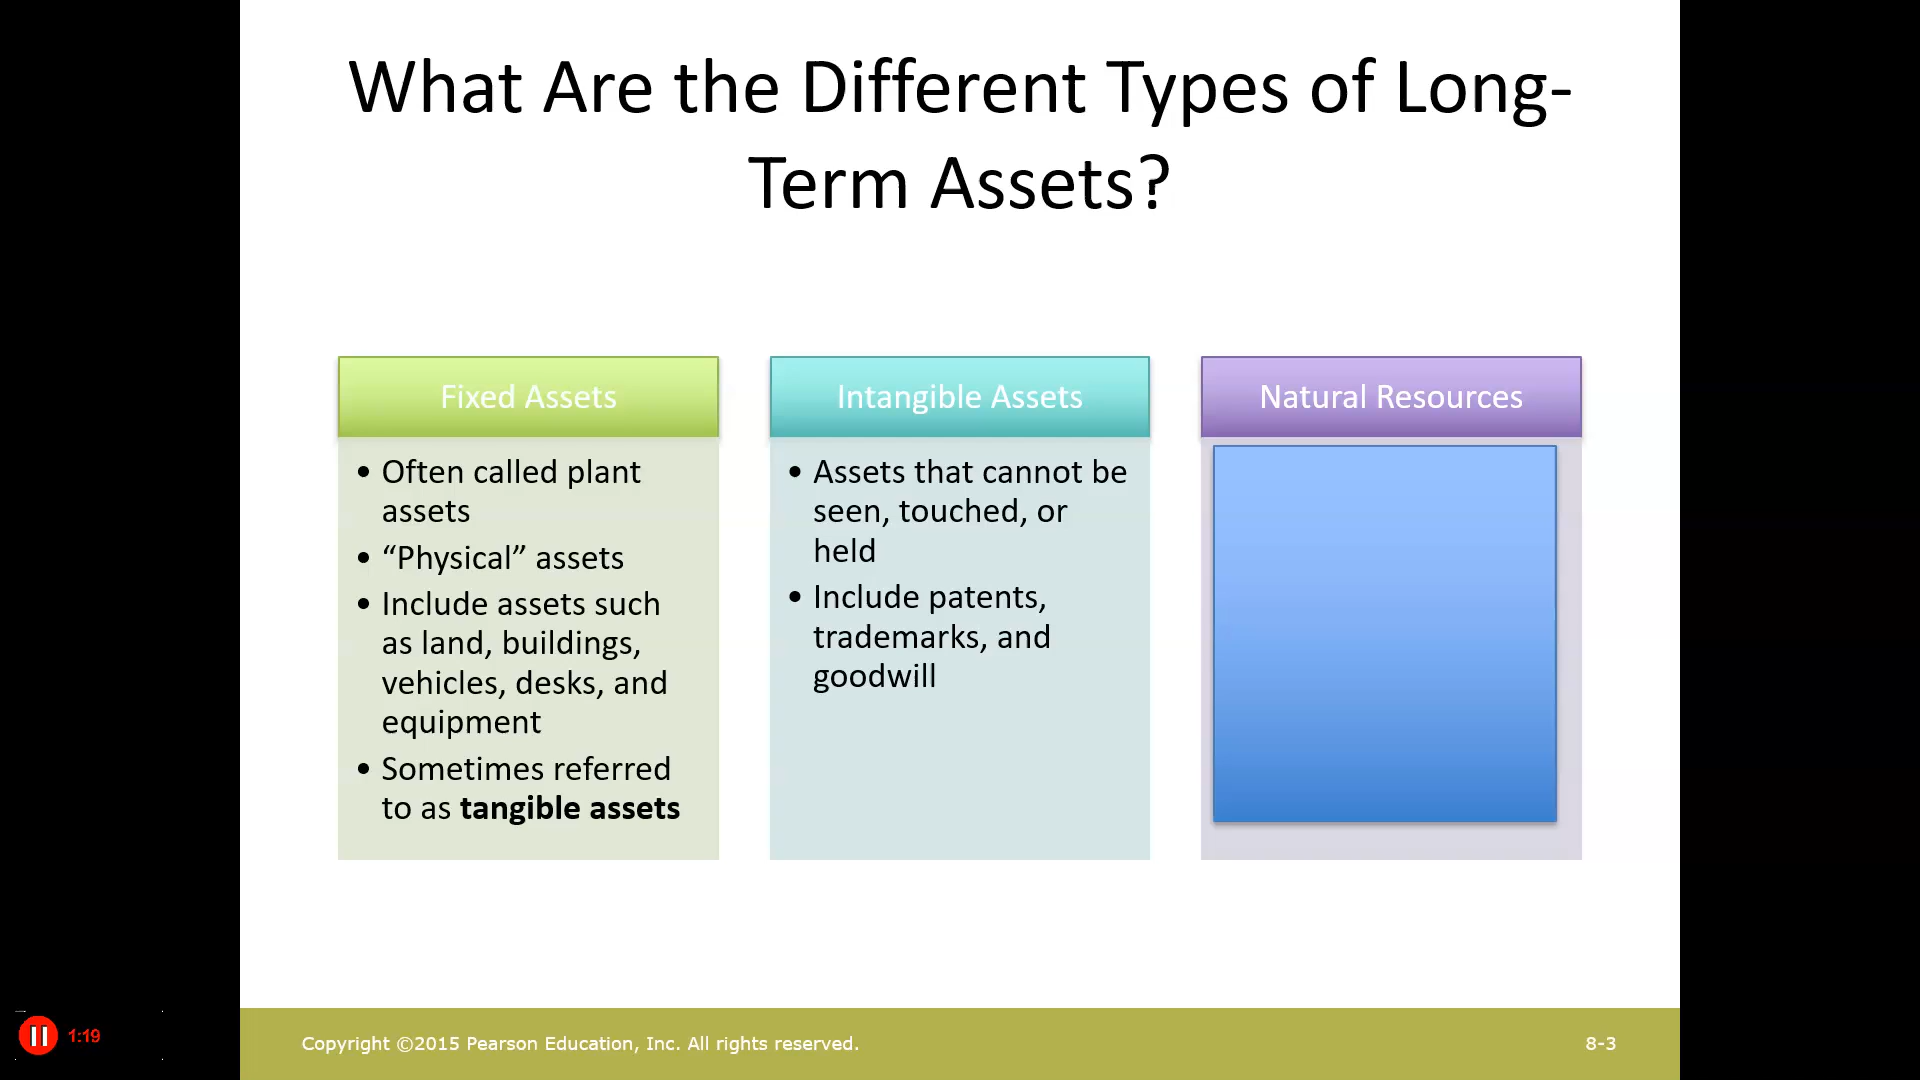 What Are the Different Types of Long-
Term Assets?
Fixed Assets
• Often called plant
assets
• “Physical” assets
• Include assets such
as land, buildings,
vehicles, desks, and
equipment
• Sometimes referred
to as tangible assets
Intangible Assets
• Assets that cannot be
seen, touched, or
held
• Include patents,
trademarks, and
goodwill
Natural Resources
1:19
Copyright ©2015 Pearson Education, Inc. All rights reserved.
8-3